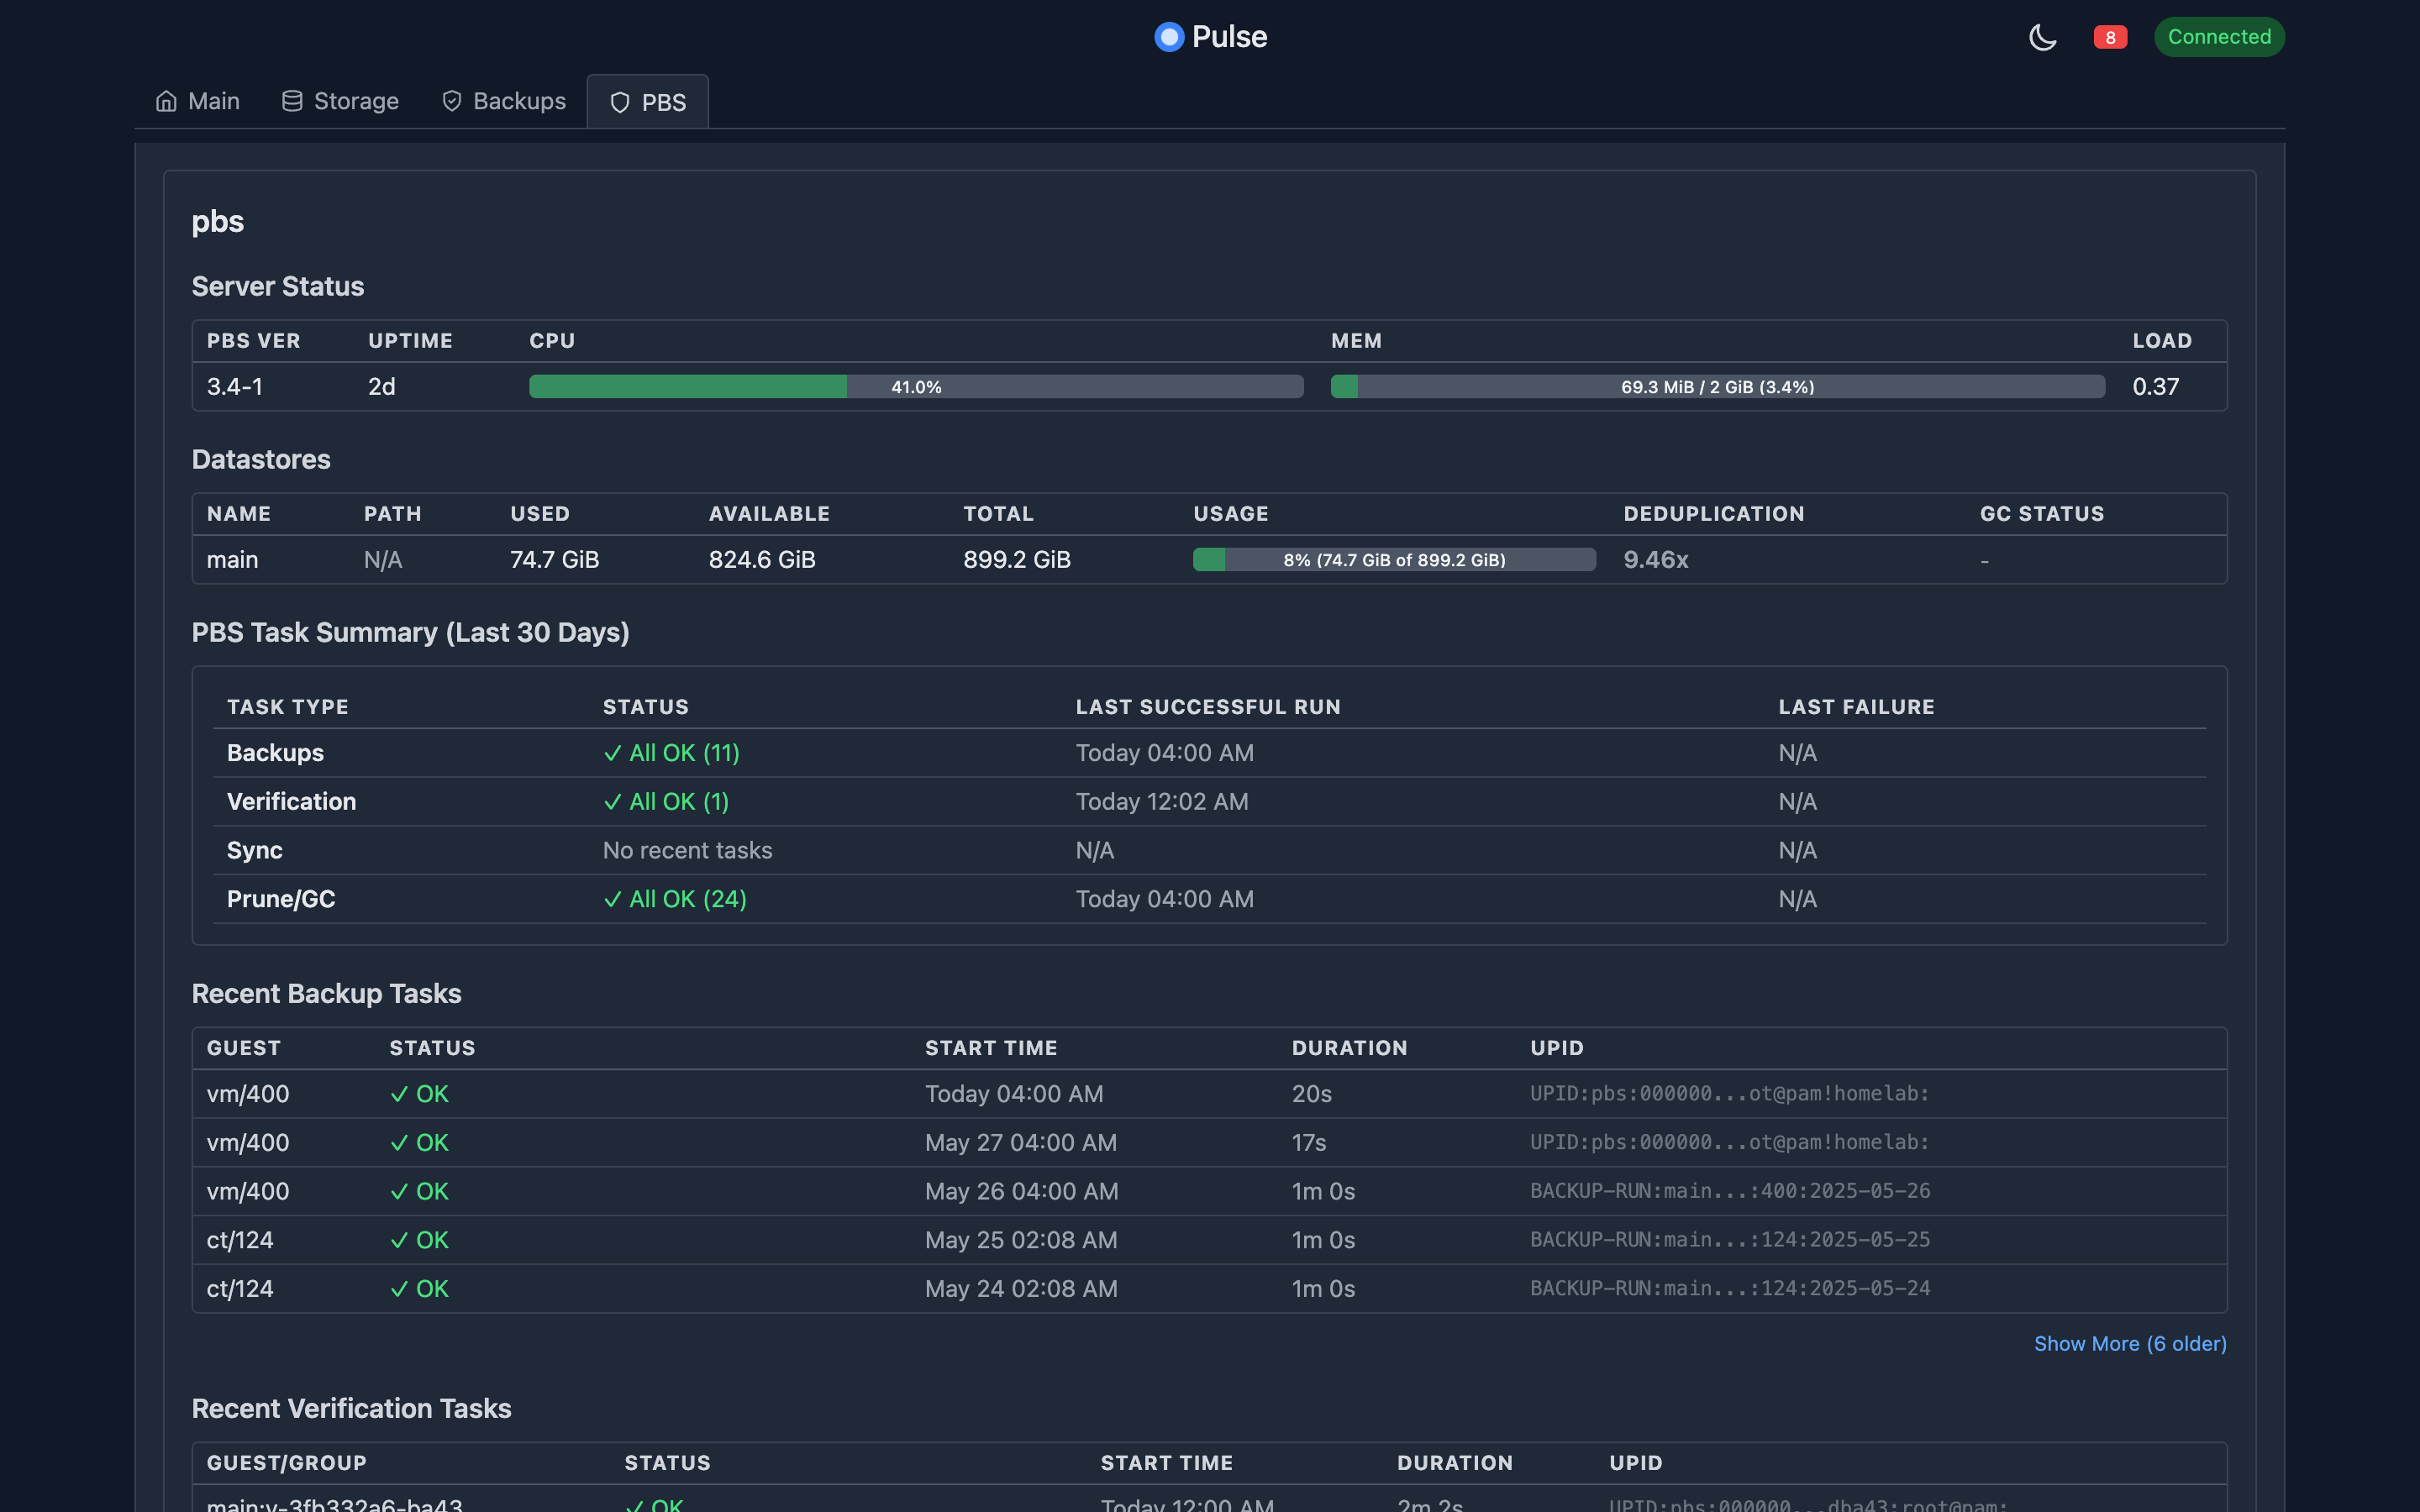 Pulse
8
Connected
Main Storage Backups PBS
pbs
Server Status
PBS VER UPTIME CPU MEM LOAD
3.4-1 2d 41.0% 69.3 MiB / 2 GiB (3.4%) 0.37
Datastores
NAME PATH USED AVAILABLE TOTAL USAGE DEDUPLICATION GC STATUS
main N/A 74.7 GiB 824.6 GiB 899.2 GiB 8% (74.7 GiB of 899.2 GiB) 9.46x -
PBS Task Summary (Last 30 Days)
TASK TYPE STATUS LAST SUCCESSFUL RUN LAST FAILURE
Backups ✓ All OK (11) Today 04:00 AM N/A
Verification ✓ All OK (1) Today 12:02 AM N/A
Sync No recent tasks N/A N/A
Prune/GC ✓ All OK (24) Today 04:00 AM N/A
Recent Backup Tasks
GUEST STATUS START TIME DURATION UPID
vm/400 ✓ OK Today 04:00 AM 20s UPID:pbs:000000...ot@pam!homelab:
vm/400 ✓ OK May 27 04:00 AM 17s UPID:pbs:000000...ot@pam!homelab:
vm/400 ✓ OK May 26 04:00 AM 1m 0s BACKUP-RUN:main...:400:2025-05-26
ct/124 ✓ OK May 25 02:08 AM 1m 0s BACKUP-RUN:main...:124:2025-05-25
ct/124 ✓ OK May 24 02:08 AM 1m 0s BACKUP-RUN:main...:124:2025-05-24
Show More (6 older)
Recent Verification Tasks
GUEST/GROUP STATUS START TIME DURATION UPID
main:v-3fb332a6-ba43 ✓ OK Today 12:00 AM 2m 2s UPID:pbs:000000...dba43:root@pam: